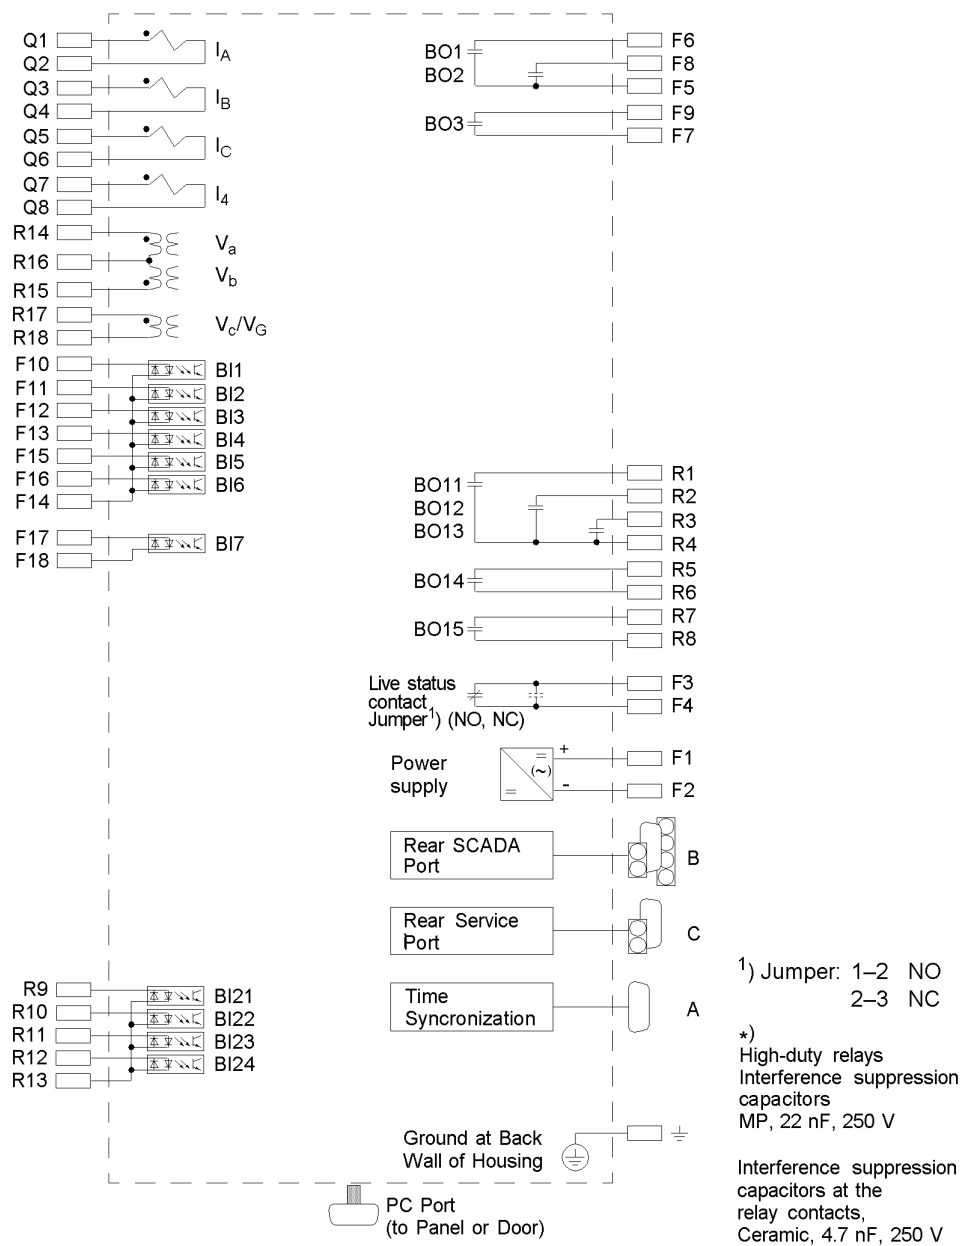 Q1
Q2
I_A
Q3
Q4
I_B
Q5
Q6
I_C
Q7
Q8
I_4
R14
R16
R15
V_a
V_b
R17
R18
V_c/V_G
F10 BI1
F11 BI2
F12 BI3
F13 BI4
F15 BI5
F16 BI6
F14
F17 BI7
F18
R9 BI21
R10 BI22
R11 BI23
R12 BI24
R13
BO1 F6
BO2 F8
F5
BO3 F9
F7
BO11 R1
BO12 R2
BO13 R3
R4
BO14 R5
R6
BO15 R7
R8
Live status
contact
Jumper¹) (NO, NC)
F3
F4
Power
supply
+ F1
(~)
- F2
Rear SCADA
Port
B
Rear Service
Port
C
Time
Syncronization
A
Ground at Back
Wall of Housing
PC Port
(to Panel or Door)
¹) Jumper: 1–2 NO
2–3 NC
*)
High-duty relays
Interference suppression
capacitors
MP, 22 nF, 250 V
Interference suppression
capacitors at the
relay contacts,
Ceramic, 4.7 nF, 250 V